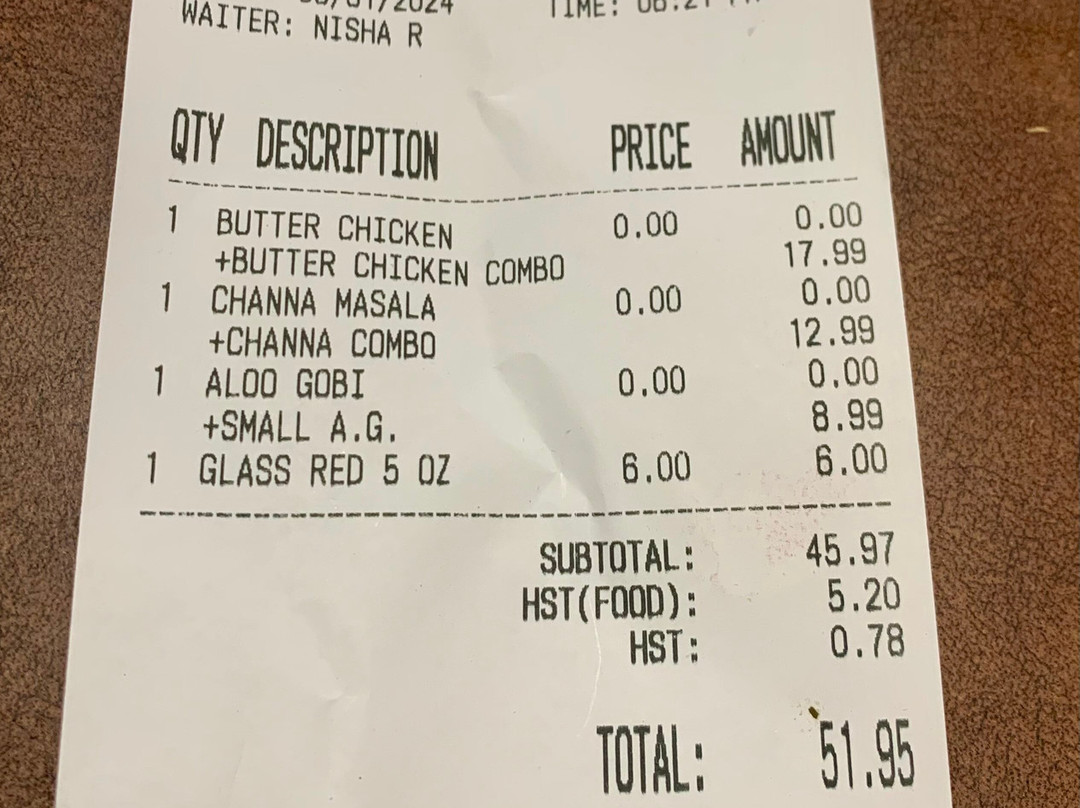 /2024 TIME:
WAITER: NISHA R
QTY DESCRIPTION PRICE AMOUNT
1 BUTTER CHICKEN 0.00 0.00
+BUTTER CHICKEN COMBO 17.99
1 CHANNA MASALA 0.00 0.00
+CHANNA COMBO 12.99
1 ALOO GOBI 0.00 0.00
+SMALL A.G. 8.99
1 GLASS RED 5 OZ 6.00 6.00
SUBTOTAL: 45.97
HST(FOOD): 5.20
HST: 0.78
TOTAL: 51.95